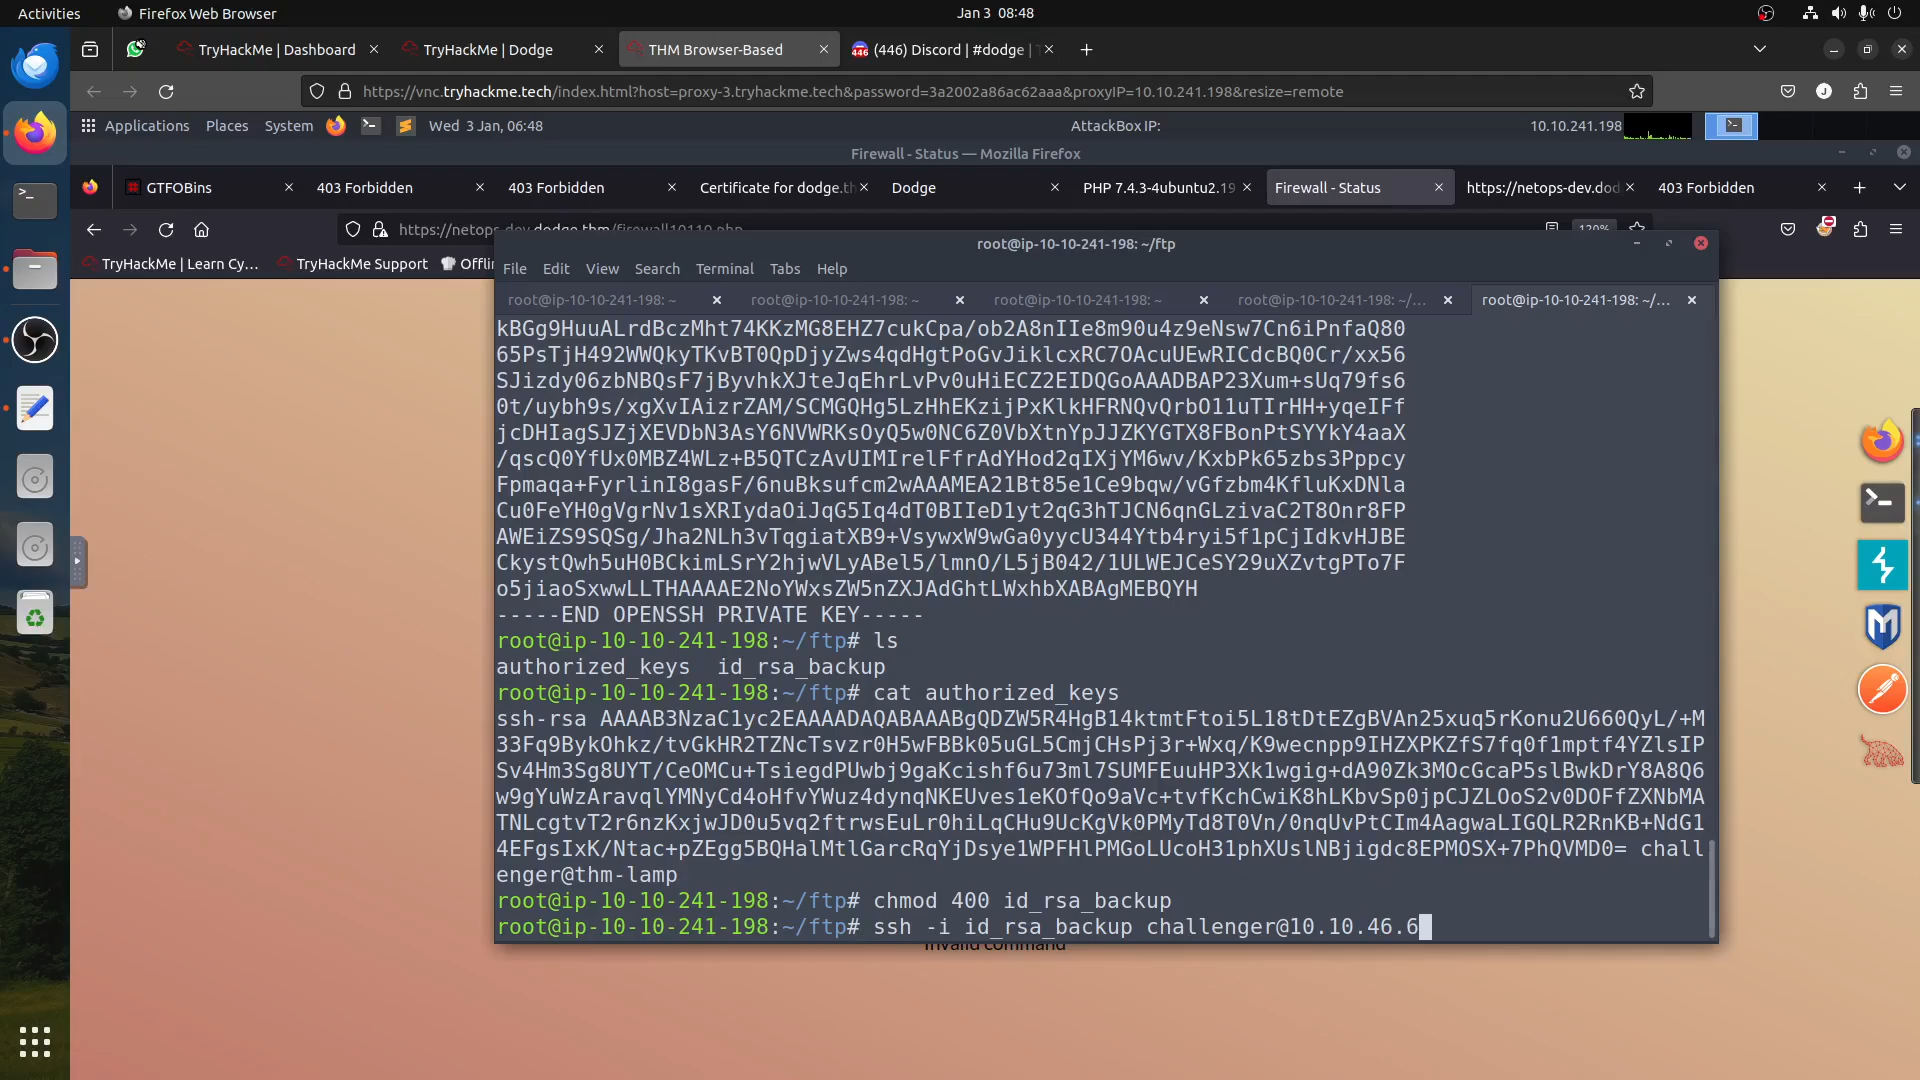 Activities
Firefox Web Browser
Jan 3 08:48
TryHackMe | Dashboard
TryHackMe | Dodge
THM Browser-Based
(446) Discord | #dodge |
https://vnc.tryhackme.tech/index.html?host=proxy-3.tryhackme.tech&password=3a2002a86ac62aaa&proxyIP=10.10.241.198&resize=remote
Applications Places System
Wed 3 Jan, 06:48
AttackBox IP:
10.10.241.198
Firewall - Status — Mozilla Firefox
GTFOBins
403 Forbidden
403 Forbidden
Certificate for dodge.th
Dodge
PHP 7.4.3-4ubuntu2.19
Firewall - Status
https://netops-dev.dod
403 Forbidden
https://netops-dev.dodge.thm/firewall10110.php
120%
TryHackMe | Learn Cy...
TryHackMe Support
root@ip-10-10-241-198: ~/ftp
File Edit View Search Terminal Tabs Help
root@ip-10-10-241-198: ~
root@ip-10-10-241-198: ~
root@ip-10-10-241-198: ~
root@ip-10-10-241-198: ~/...
root@ip-10-10-241-198: ~/...
kBGg9HuuALrdBczMht74KKzMG8EHZ7cukCpa/ob2A8nIIe8m90u4z9eNsw7Cn6iPnfaQ80
65PsTjH492WWQkyTKvBT0QpDjyZws4qdHgtPoGvJiklcxRC7OAcuUEwRICdcBQ0Cr/xx56
SJizdy06zbNBQsF7jByvhkXJteJqEhrLvPv0uHiECZ2EIDQGoAAADBAP23Xum+sUq79fs6
0t/uybh9s/xgXvIAizrZAM/SCMGQHg5LzHhEKzijPxKlkHFRNQvQrbO11uTIrHH+yqeIFf
jcDHIagSJZjXEVDbN3AsY6NVWRKsOyQ5w0NC6Z0VbXtnYpJJZKYGTX8FBonPtSYYkY4aaX
/qscQ0YfUx0MBZ4WLz+B5QTCzAvUIMIrelFfrAdYHod2qIXjYM6wv/KxbPk65zbs3Pppcy
Fpmaqa+FyrlinI8gasF/6nuBksufcm2wAAAMEA21Bt85e1Ce9bqw/vGfzbm4KfluKxDNla
Cu0FeYH0gVgrNv1sXRIydaOiJqG5Iq4dT0BIIeD1yt2qG3hTJCN6qnGLzivaC2T8Onr8FP
AWEiZS9SQSg/Jha2NLh3vTqgiatXB9+VsywxW9wGa0yycU344Ytb4ryi5f1pCjIdkvHJBE
CkystQwh5uH0BCkimLSrY2hjwVLyABel5/lmnO/L5jB042/1ULWEJCeSY29uXZvtgPTo7F
o5jiaoSxwwLLTHAAAAE2NoYWxsZW5nZXJAdGhtLWxhbXABAgMEBQYH
-----END OPENSSH PRIVATE KEY-----
root@ip-10-10-241-198:~/ftp# ls
authorized_keys  id_rsa_backup
root@ip-10-10-241-198:~/ftp# cat authorized_keys
ssh-rsa AAAAB3NzaC1yc2EAAAADAQABAAABgQDZW5R4HgB14ktmtFtoi5L18tDtEZgBVAn25xuq5rKonu2U660QyL/+M
33Fq9BykOhkz/tvGkHR2TZNcTsvzr0H5wFBBk05uGL5CmjCHsPj3r+Wxq/K9wecnpp9IHZXPKZfS7fq0f1mptf4YZlsIP
Sv4Hm3Sg8UYT/CeOMCu+TsiegdPUwbj9gaKcishf6u73ml7SUMFEuuHP3Xk1wgig+dA90Zk3MOcGcaP5slBwkDrY8A8Q6
w9gYuWzAravqlYMNyCd4oHfvYWuz4dynqNKEUves1eKOfQo9aVc+tvfKchCwiK8hLKbvSp0jpCJZLOoS2v0DOFfZXNbMA
TNLcgtvT2r6nzKxjwJD0u5vq2ftrwsEuLr0hiLqCHu9UcKgVk0PMyTd8T0Vn/0nqUvPtCIm4AagwaLIGQLR2RnKB+NdG1
4EFgsIxK/Ntac+pZEgg5BQHalMtlGarcRqYjDsye1WPFHlPMGoLUcoH31phXUslNBjigdc8EPMOSX+7PhQVMD0= chall
enger@thm-lamp
root@ip-10-10-241-198:~/ftp# chmod 400 id_rsa_backup
root@ip-10-10-241-198:~/ftp# ssh -i id_rsa_backup challenger@10.10.46.6
Invalid command